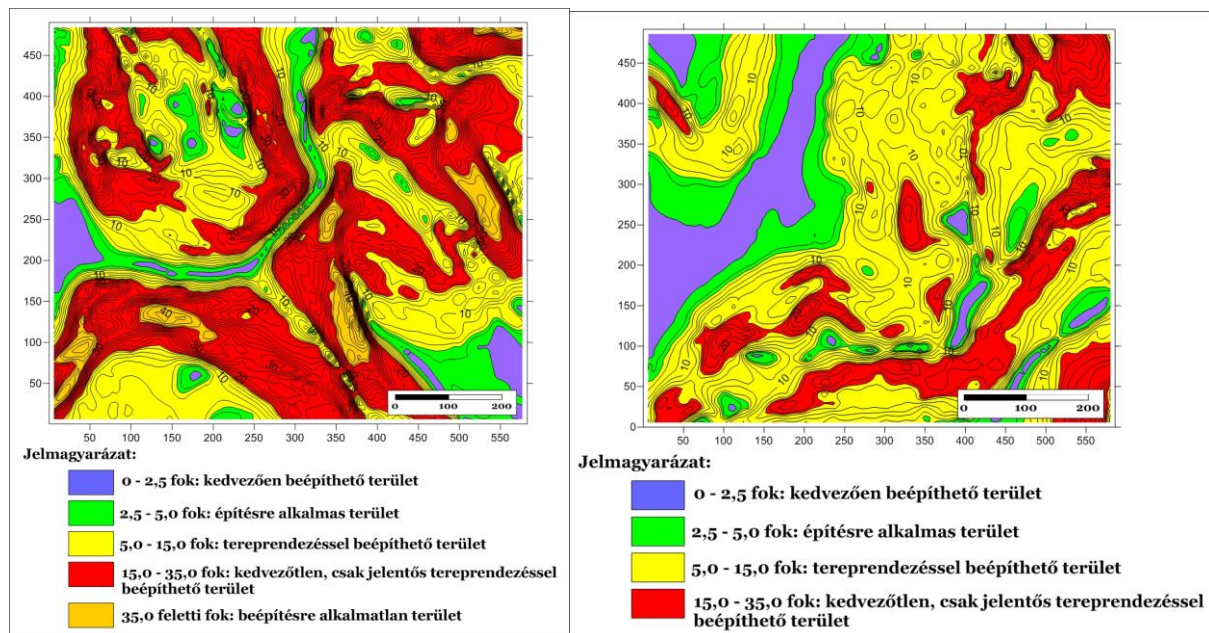 450
400
350
300
250
200
150
100
50
0 100 200
50 100 150 200 250 300 350 400 450 500 550
Jelmagyarázat:
0 - 2,5 fok: kedvezően beépíthető terület
2,5 - 5,0 fok: építésre alkalmas terület
5,0 - 15,0 fok: tereprendezéssel beépíthető terület
15,0 - 35,0 fok: kedvezőtlen, csak jelentős tereprendezéssel
beépíthető terület
35,0 feletti fok: beépítésre alkalmatlan terület
450
400
350
300
250
200
150
100
50
0
0 100 200
50 100 150 200 250 300 350 400 450 500 550
Jelmagyarázat:
0 - 2,5 fok: kedvezően beépíthető terület
2,5 - 5,0 fok: építésre alkalmas terület
5,0 - 15,0 fok: tereprendezéssel beépíthető terület
15,0 - 35,0 fok: kedvezőtlen, csak jelentős tereprendezéssel
beépíthető terület